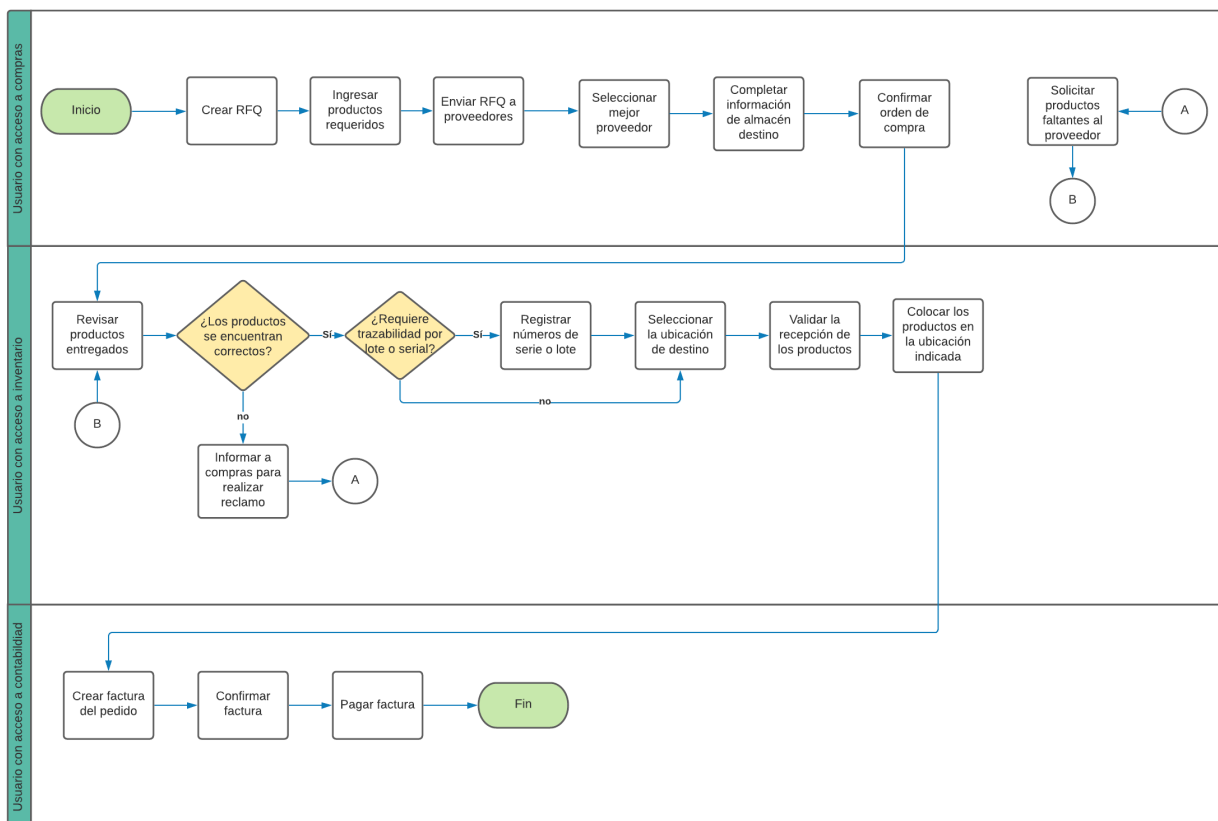 Usuario con acceso a compras
Inicio
Crear RFQ
Ingresar
productos
requeridos
Enviar RFQ a
proveedores
Seleccionar
mejor
proveedor
Completar
información
de almacén
destino
Confirmar
orden de
compra
Solicitar
productos
faltantes al
proveedor
A
B
Usuario con acceso a inventario
Revisar
productos
entregados
¿Los productos
se encuentran
correctos?
Sí
¿Requiere
trazabilidad por
lote o serial?
Sí
Registrar
números de
serie o lote
Seleccionar
la ubicación
de destino
Validar la
recepción de
los productos
Colocar los
productos en
la ubicación
indicada
no
no
B
Informar a
compras para
realizar
reclamo
A
Usuario con acceso a contabildiad
Crear factura
del pedido
Confirmar
factura
Pagar factura
Fin